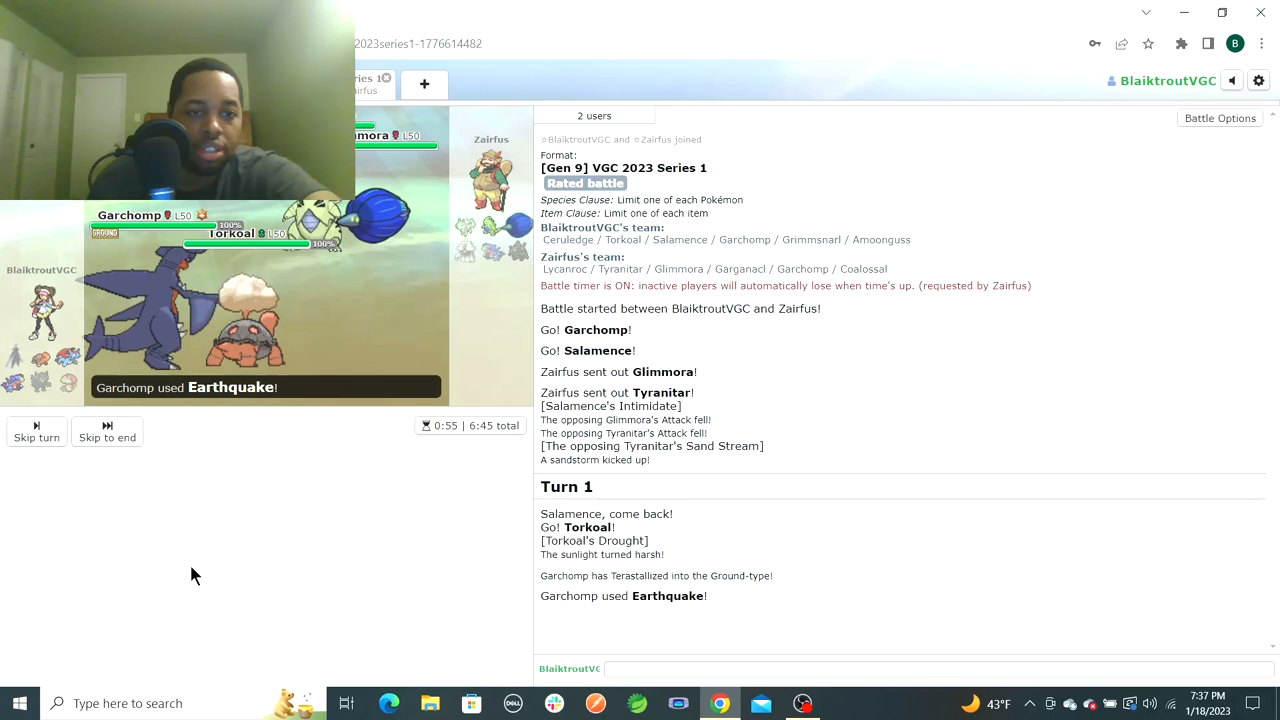 2023series1-1776614482
B
ries 1
airfus
+
BlaiktroutVGC
2 users
Battle Options
☆BlaiktroutVGC and ☆Zairfus joined
Format:
[Gen 9] VGC 2023 Series 1
Rated battle
Species Clause: Limit one of each Pokémon
Item Clause: Limit one of each item
BlaiktroutVGC's team:
Ceruledge / Torkoal / Salamence / Garchomp / Grimmsnarl / Amoonguss
Zairfus's team:
Lycanroc / Tyranitar / Glimmora / Garganacl / Garchomp / Coalossal
Battle timer is ON: inactive players will automatically lose when time's up. (requested by Zairfus)
Battle started between BlaiktroutVGC and Zairfus!
Go! Garchomp!
Go! Salamence!
Zairfus sent out Glimmora!
Zairfus sent out Tyranitar!
[Salamence's Intimidate]
The opposing Glimmora's Attack fell!
The opposing Tyranitar's Attack fell!
[The opposing Tyranitar's Sand Stream]
A sandstorm kicked up!
Turn 1
Salamence, come back!
Go! Torkoal!
[Torkoal's Drought]
The sunlight turned harsh!
Garchomp has Terastallized into the Ground-type!
Garchomp used Earthquake!
BlaiktroutVC
mora L50
Zairfus
Garchomp L50
100%
GROUND
Torkoal L50
100%
BlaiktroutVGC
Garchomp used Earthquake!
Skip turn
Skip to end
0:55 | 6:45 total
Type here to search
DELL
43°F
7:37 PM
1/18/2023